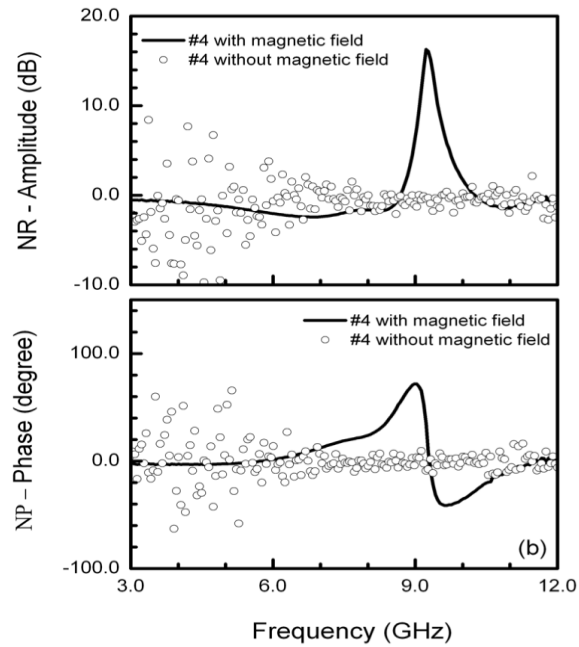 20.0
#4 with magnetic field
#4 without magnetic field
10.0
0.0
-10.0
NR - Amplitude (dB)
#4 with magnetic field
#4 without magnetic field
100.0
0.0
-100.0
NP – Phase (degree)
(b)
3.0 6.0 9.0 12.0
Frequency (GHz)